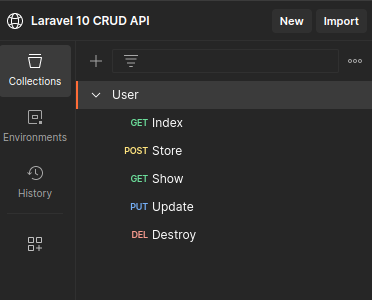 Laravel 10 CRUD API
New
Import
Collections
Environments
History
User
GET Index
POST Store
GET Show
PUT Update
DEL Destroy